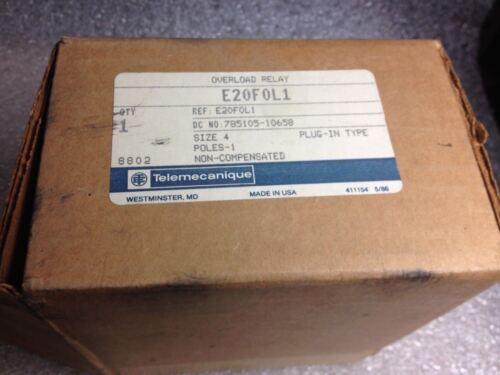 OVERLOAD RELAY
E20F0L1
QTY REF: E20F0L1
1 DC NO: 785105-10658
SIZE 4 PLUG-IN TYPE
POLES-1
8802 NON-COMPENSATED
Telemecanique
WESTMINSTER, MD MADE IN USA 411154 5/86